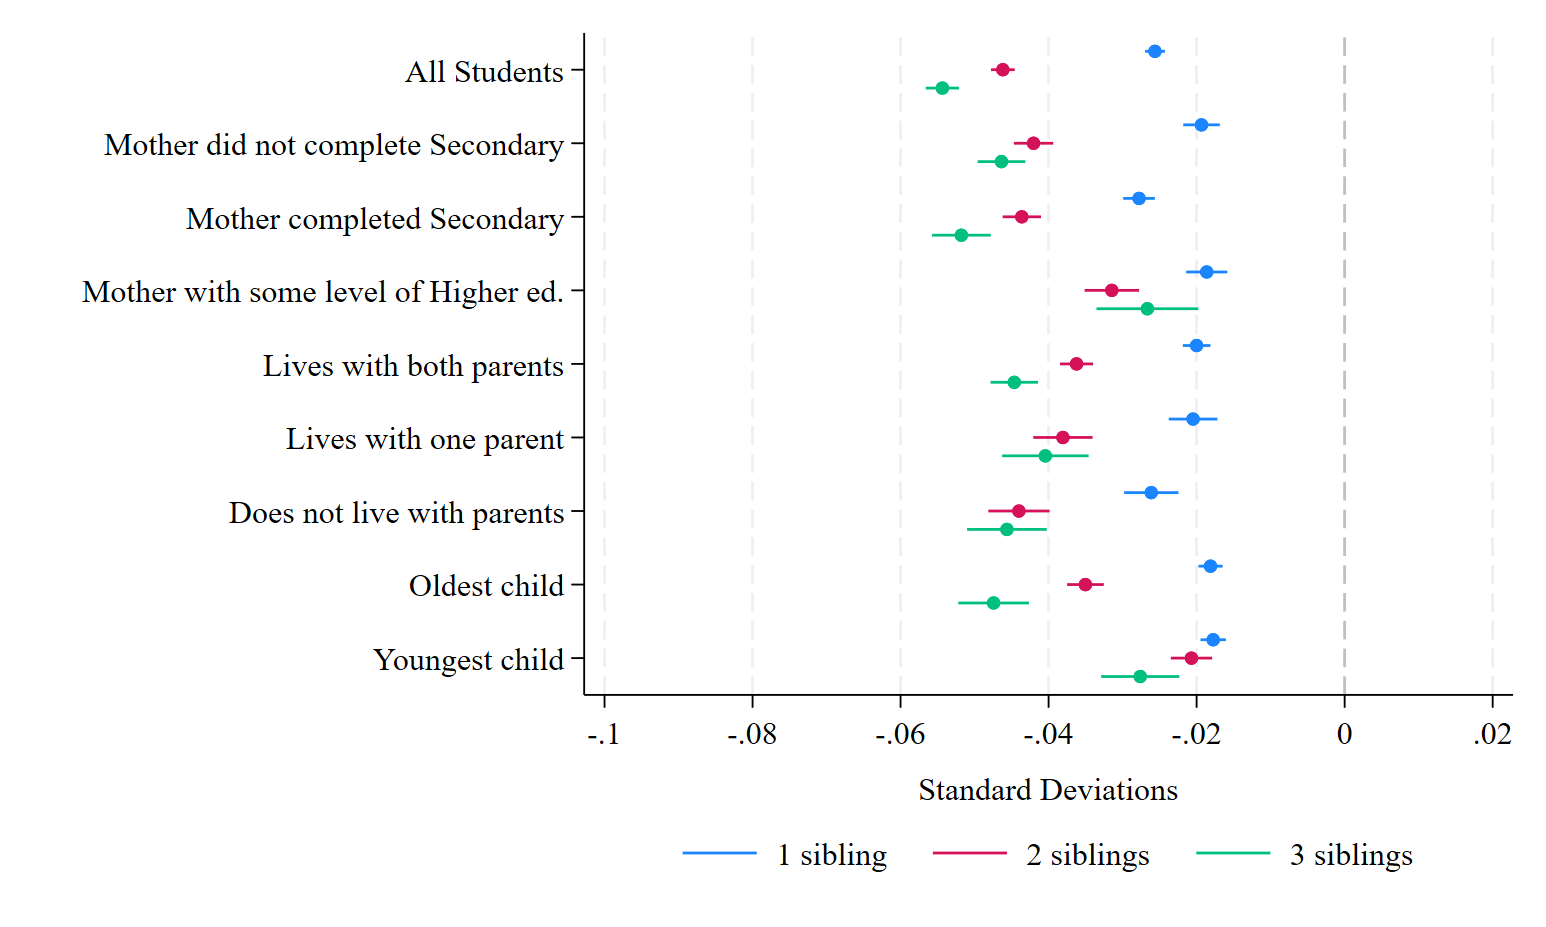 All Students
Mother did not complete Secondary
Mother completed Secondary
Mother with some level of Higher ed.
Lives with both parents
Lives with one parent
Does not live with parents
Oldest child
Youngest child
-.1 -.08 -.06 -.04 -.02 0 .02
Standard Deviations
1 sibling 2 siblings 3 siblings